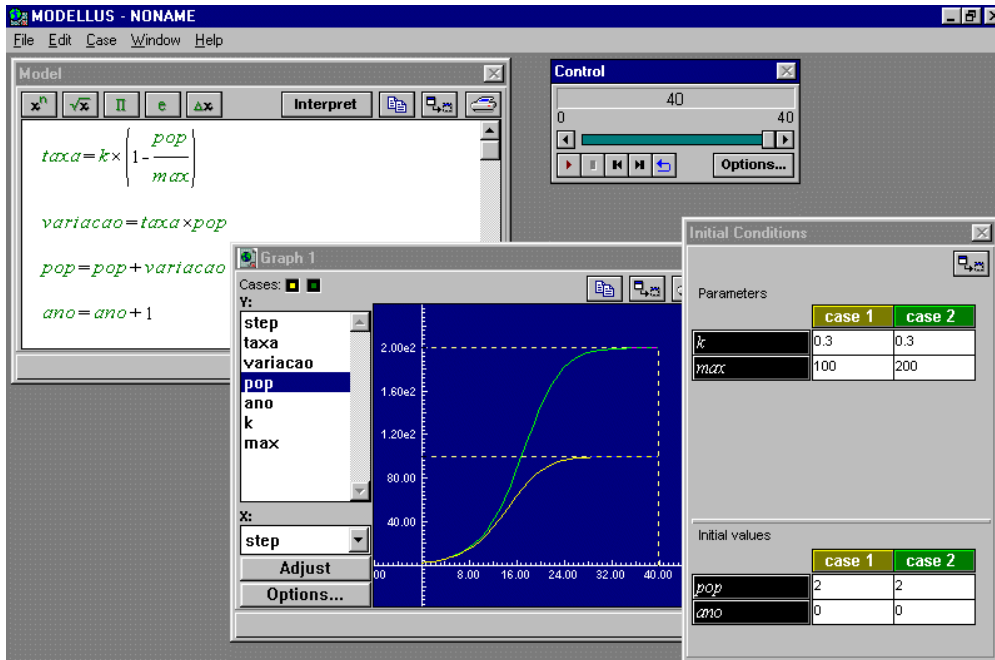 MODELLUS - NONAME
File Edit Case Window Help
Model
xⁿ √x Π e Δx Interpret
taxa=k×(1-pop/max)
variacao=taxa×pop
pop=pop+variacao
ano=ano+1
Control
40
0 40
Options...
Graph 1
Cases:
Y:
step
taxa
variacao
pop
ano
k
max
X:
step
Adjust
Options...
2.00e2
1.60e2
1.20e2
80.00
40.00
00 8.00 16.00 24.00 32.00 40.00
Initial Conditions
Parameters
case 1 case 2
k 0.3 0.3
max 100 200
Initial values
case 1 case 2
pop 2 2
ano 0 0